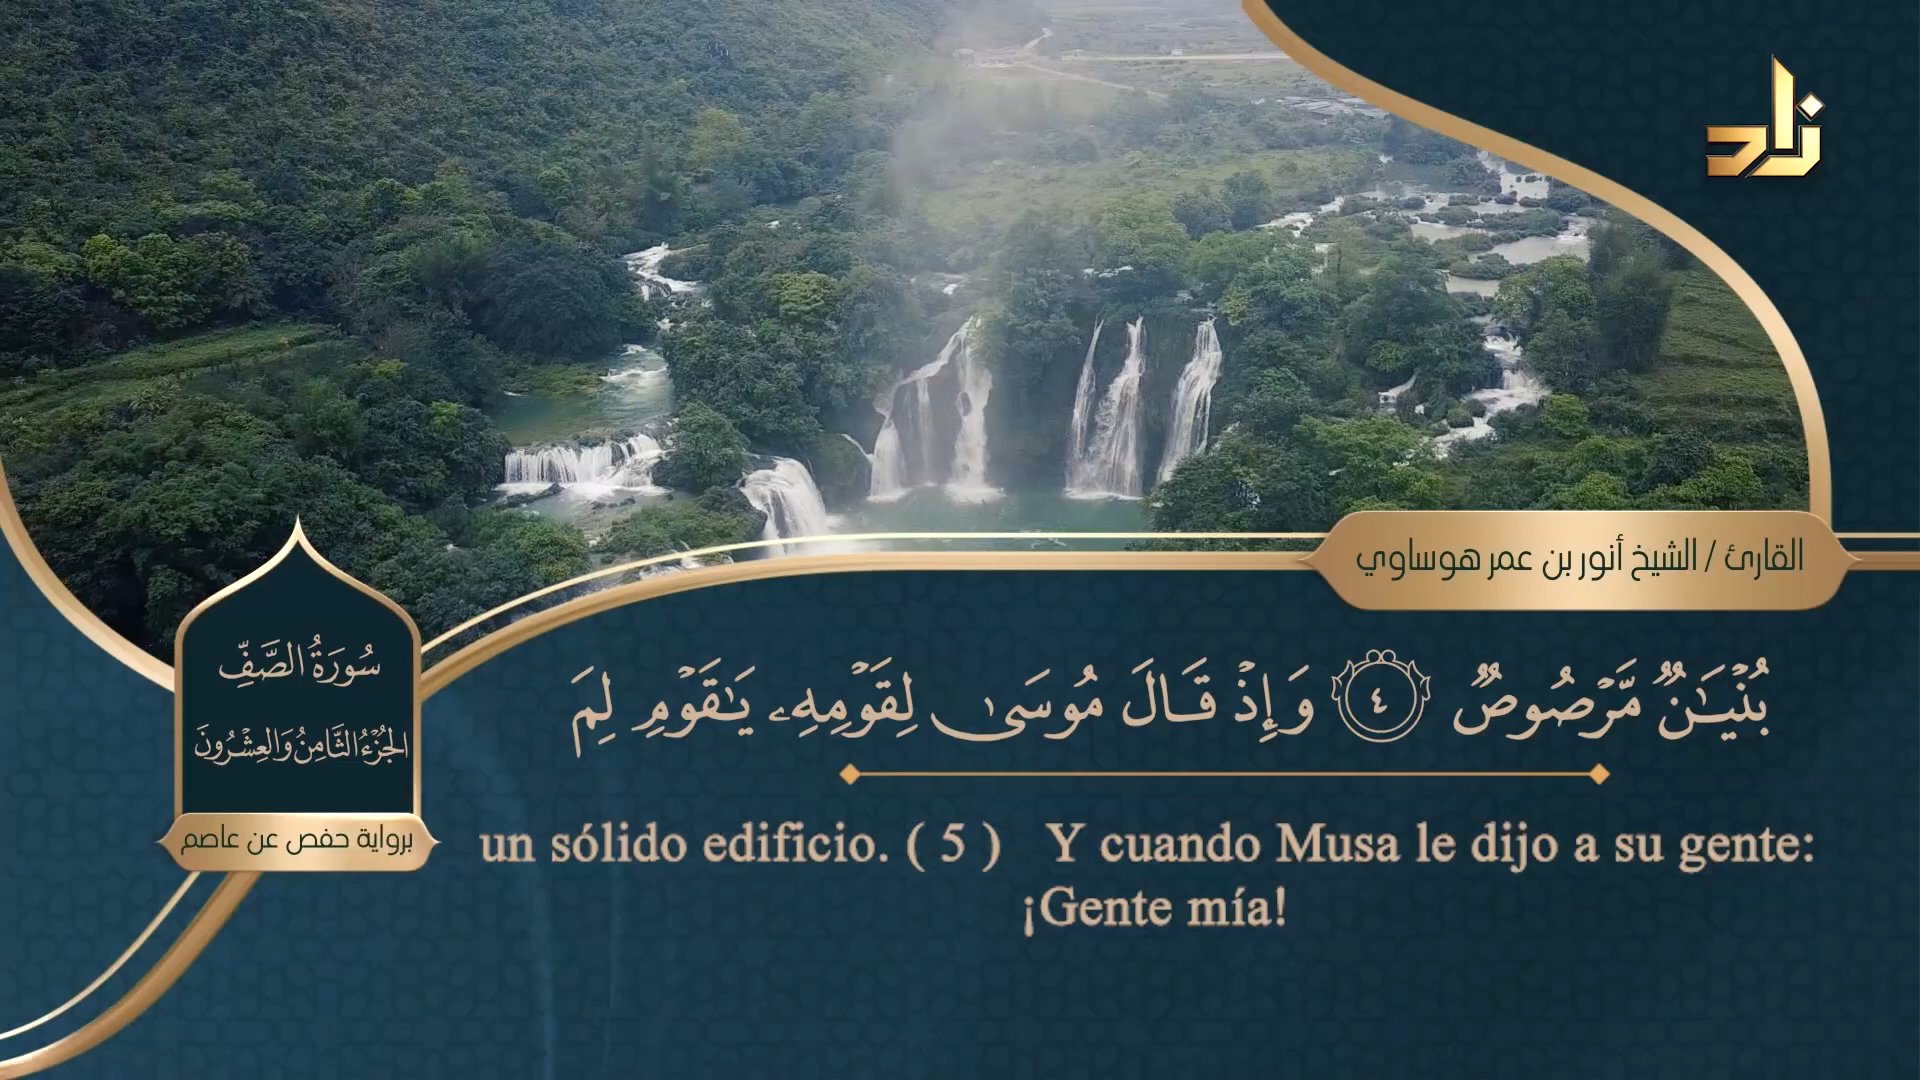 زاد
القارئ / الشيخ أنور بن عمر هوساوي
سُورَةُ الصَّفِّ
الجُزْءُ الثَّامِنُ وَالعِشْرُونَ
برواية حفص عن عاصم
بُنْيَـٰنٌ مَّرْصُوصٌ ٤ وَإِذْ قَالَ مُوسَىٰ لِقَوْمِهِۦ يَـٰقَوْمِ لِمَ
un sólido edificio. ( 5 ) Y cuando Musa le dijo a su gente:
¡Gente mía!